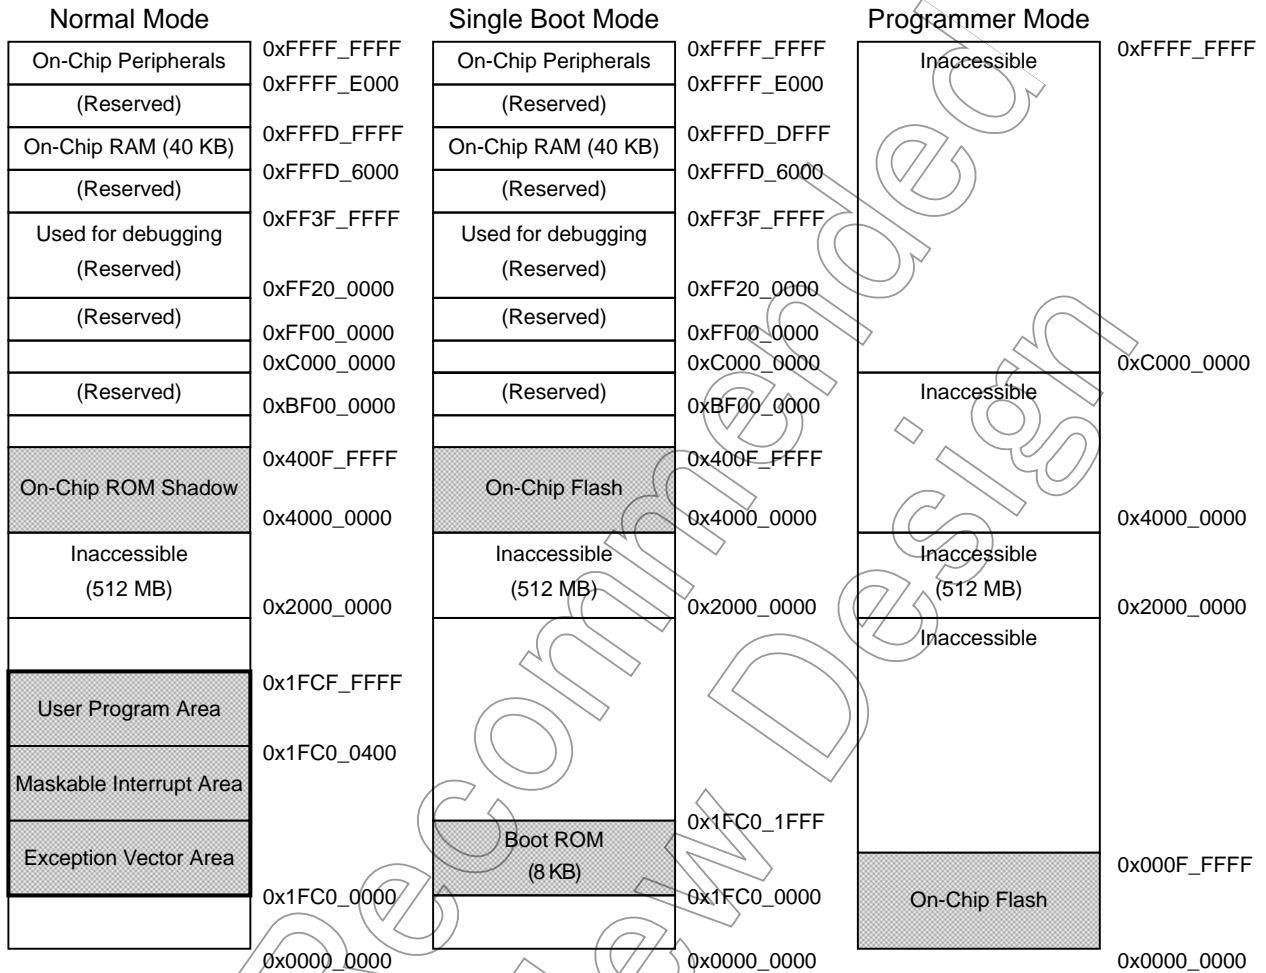 Normal Mode
On-Chip Peripherals
0xFFFF_FFFF
0xFFFF_E000
(Reserved)
On-Chip RAM (40 KB)
0xFFFD_FFFF
0xFFFD_6000
(Reserved)
0xFF3F_FFFF
Used for debugging
(Reserved)
0xFF20_0000
(Reserved)
0xFF00_0000
0xC000_0000
(Reserved)
0xBF00_0000
0x400F_FFFF
On-Chip ROM Shadow
0x4000_0000
Inaccessible
(512 MB)
0x2000_0000
0x1FCF_FFFF
User Program Area
0x1FC0_0400
Maskable Interrupt Area
Exception Vector Area
0x1FC0_0000
0x0000_0000
Single Boot Mode
On-Chip Peripherals
0xFFFF_FFFF
0xFFFF_E000
(Reserved)
On-Chip RAM (40 KB)
0xFFFD_DFFF
0xFFFD_6000
(Reserved)
0xFF3F_FFFF
Used for debugging
(Reserved)
0xFF20_0000
(Reserved)
0xFF00_0000
0xC000_0000
(Reserved)
0xBF00_0000
0x400F_FFFF
On-Chip Flash
0x4000_0000
Inaccessible
(512 MB)
0x2000_0000
0x1FC0_1FFF
Boot ROM
(8 KB)
0x1FC0_0000
0x0000_0000
Programmer Mode
Inaccessible
0xFFFF_FFFF
0xC000_0000
Inaccessible
0x4000_0000
Inaccessible
(512 MB)
0x2000_0000
Inaccessible
0x000F_FFFF
On-Chip Flash
0x0000_0000
Recommended
ew Design